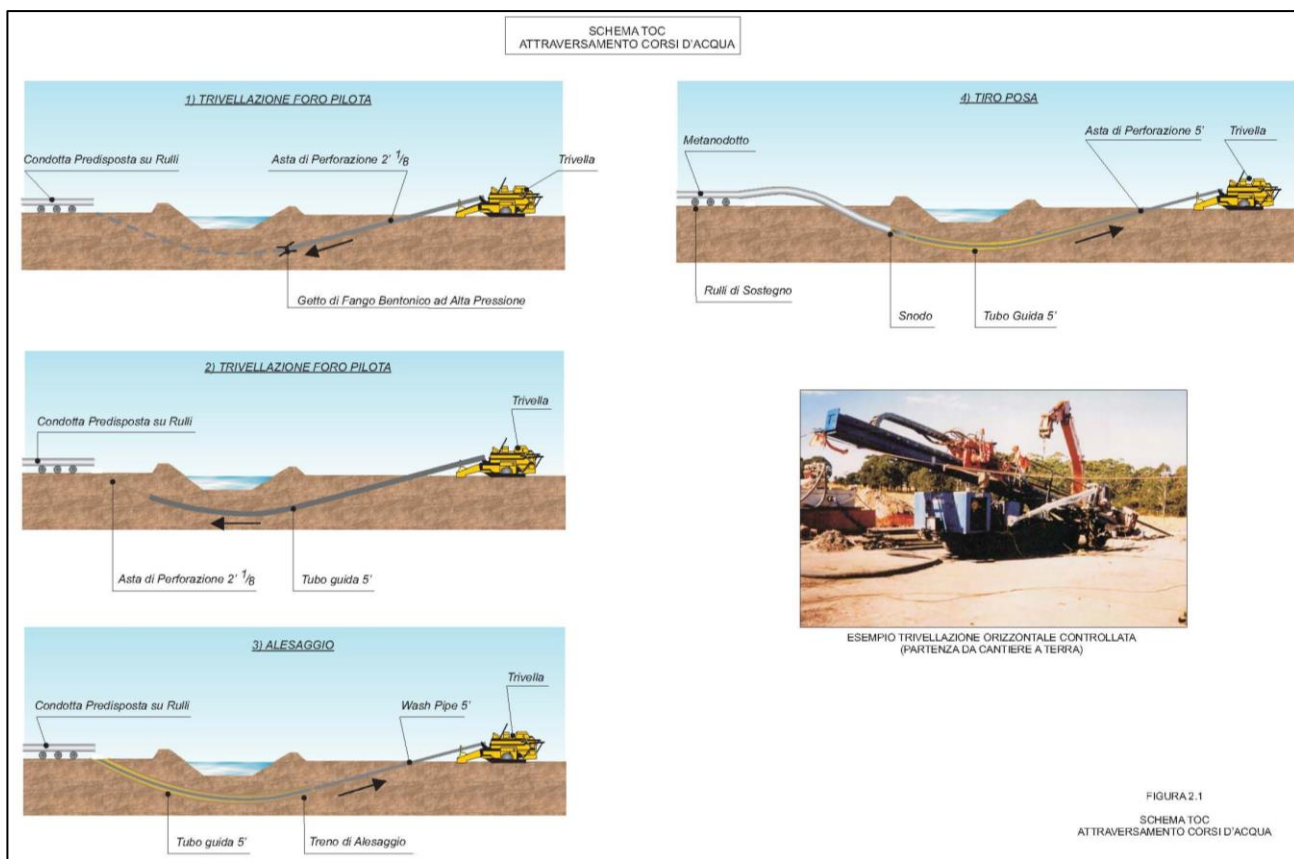 SCHEMA TOC
ATTRAVERSAMENTO CORSI D'ACQUA
1) TRIVELLAZIONE FORO PILOTA
Condotta Predisposta su Rulli
Asta di Perforazione 2' 1/8
Trivella
Getto di Fango Bentonico ad Alta Pressione
2) TRIVELLAZIONE FORO PILOTA
Condotta Predisposta su Rulli
Trivella
Asta di Perforazione 2' 1/8
Tubo guida 5'
3) ALESAGGIO
Condotta Predisposta su Rulli
Wash Pipe 5'
Trivella
Tubo guida 5'
Treno di Alesaggio
4) TIRO POSA
Metanodotto
Asta di Perforazione 5'
Trivella
Rulli di Sostegno
Snodo
Tubo Guida 5'
ESEMPIO TRIVELLAZIONE ORIZZONTALE CONTROLLATA
(PARTENZA DA CANTIERE A TERRA)
FIGURA 2.1
SCHEMA TOC
ATTRAVERSAMENTO CORSI D'ACQUA